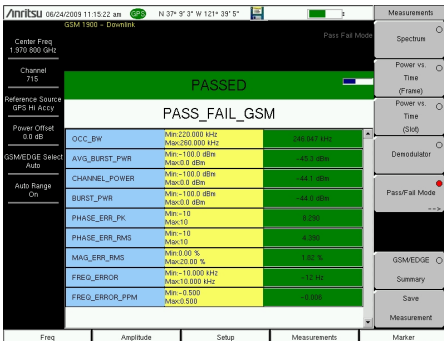 Anritsu 06/24/2009 11:15:22 am GPS N 37° 9' 3" W 121° 39' 5"
GSM 1900 - Downlink
Pass Fail Mode
Center Freq
1.970 800 GHz
Channel
715
Reference Source
GPS Hi Accy
Power Offset
0.0 dB
GSM/EDGE Select
Auto
Auto Range
On
PASSED
PASS_FAIL_GSM
OCC_BW Min:220.000 kHz Max:260.000 kHz 246.047 kHz
AVG_BURST_PWR Min:-100.0 dBm Max:0.0 dBm -45.3 dBm
CHANNEL_POWER Min:-100.0 dBm Max:0.0 dBm -44.1 dBm
BURST_PWR Min:-100.0 dBm Max:0.0 dBm -44.0 dBm
PHASE_ERR_PK Min:-10 Max:10 8.290
PHASE_ERR_RMS Min:-10 Max:10 4.390
MAG_ERR_RMS Min:0.00 % Max:20.00 % 1.82 %
FREQ_ERROR Min:-10.000 kHz Max:10.000 kHz -12 Hz
FREQ_ERROR_PPM Min:-0.500 Max:0.500 -0.006
Measurements
Spectrum
Power vs.
Time
(Frame)
Power vs.
Time
(Slot)
Demodulator
Pass/Fail Mode
-->
GSM/EDGE
Summary
Save
Measurement
Freq Amplitude Setup Measurements Marker